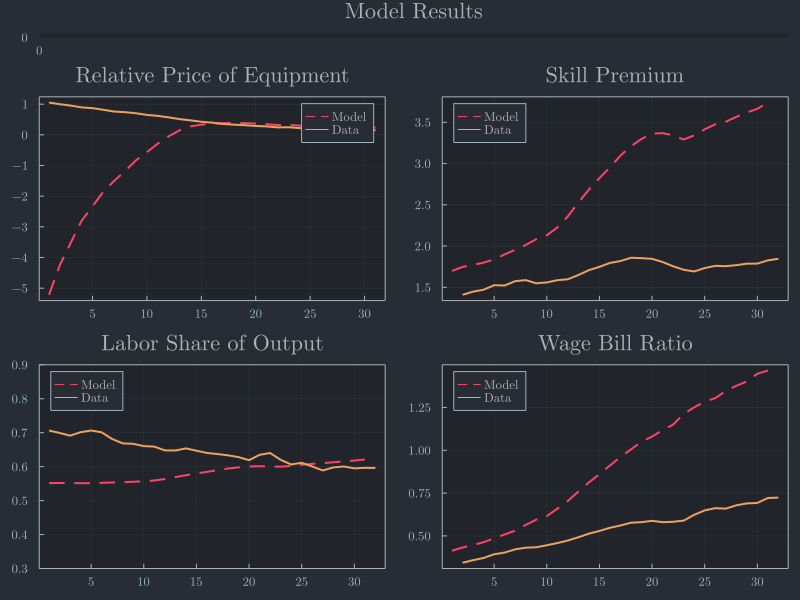 Model Results
0
0
Relative Price of Equipment
1
0
−1
−2
−3
−4
−5
5 10 15 20 25 30
Model
Data
Skill Premium
3.5
3.0
2.5
2.0
1.5
5 10 15 20 25 30
Model
Data
Labor Share of Output
0.9
0.8
0.7
0.6
0.5
0.4
0.3
5 10 15 20 25 30
Model
Data
Wage Bill Ratio
1.25
1.00
0.75
0.50
5 10 15 20 25 30
Model
Data